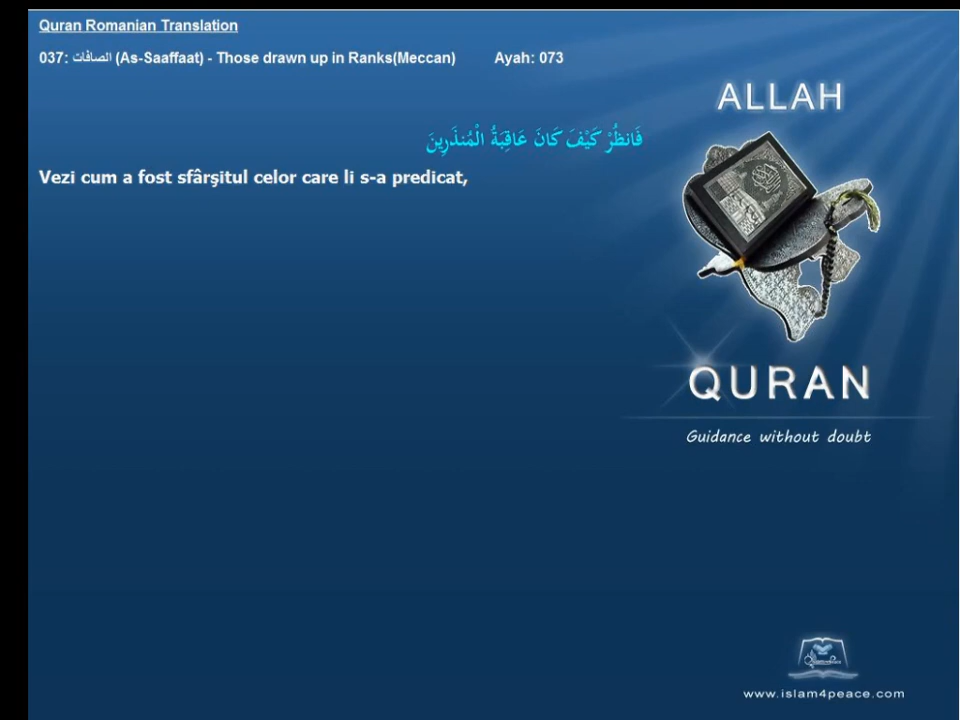 Quran Romanian Translation
037: الصافات (As-Saaffaat) - Those drawn up in Ranks(Meccan) Ayah: 073
ALLAH
فَانظُرْ كَيْفَ كَانَ عَاقِبَةُ الْمُنذَرِينَ
Vezi cum a fost sfârşitul celor care li s-a predicat,
QURAN
Guidance without doubt
www.islam4peace.com